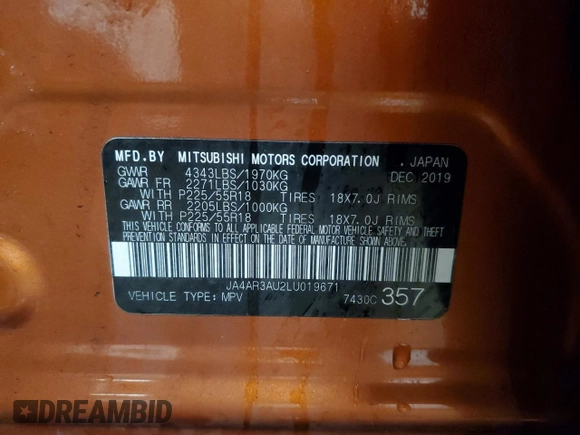 MFD.BY MITSUBISHI MOTORS CORPORATION . JAPAN
GVWR 4343LBS/1970KG DEC 2019
GAWR FR 2271LBS/1030KG
WITH P225/55R18 TIRES 18X7.0J RIMS
GAWR RR 2205LBS/1000KG
WITH P225/55R18 TIRES 18X7.0J RIMS
THIS VEHICLE CONFORMS TO ALL APPLICABLE U.S. FEDERAL MOTOR VEHICLE SAFETY AND THEFT
PREVENTION STANDARDS IN EFFECT ON THE DATE OF MANUFACTURE SHOWN ABOVE.
JA4AR3AU2LU019671
VEHICLE TYPE: MPV 7430C 357
DREAMBID